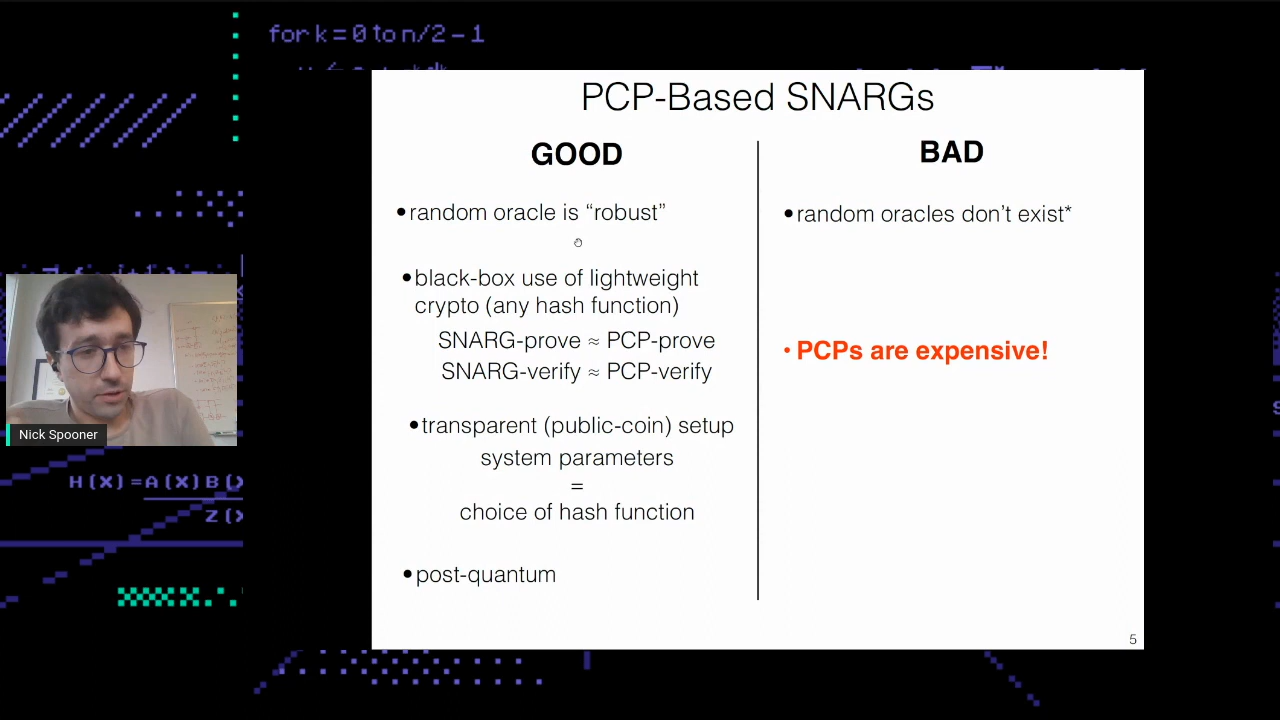 for k = 0 to n/2 - 1
PCP-Based SNARGs
GOOD
•random oracle is “robust”
•black-box use of lightweight
crypto (any hash function)
SNARG-prove ≈ PCP-prove
SNARG-verify ≈ PCP-verify
•transparent (public-coin) setup
system parameters
=
choice of hash function
•post-quantum
BAD
•random oracles don’t exist*
• PCPs are expensive!
5
Nick Spooner
H(X) =A(X)B(X
Z(X